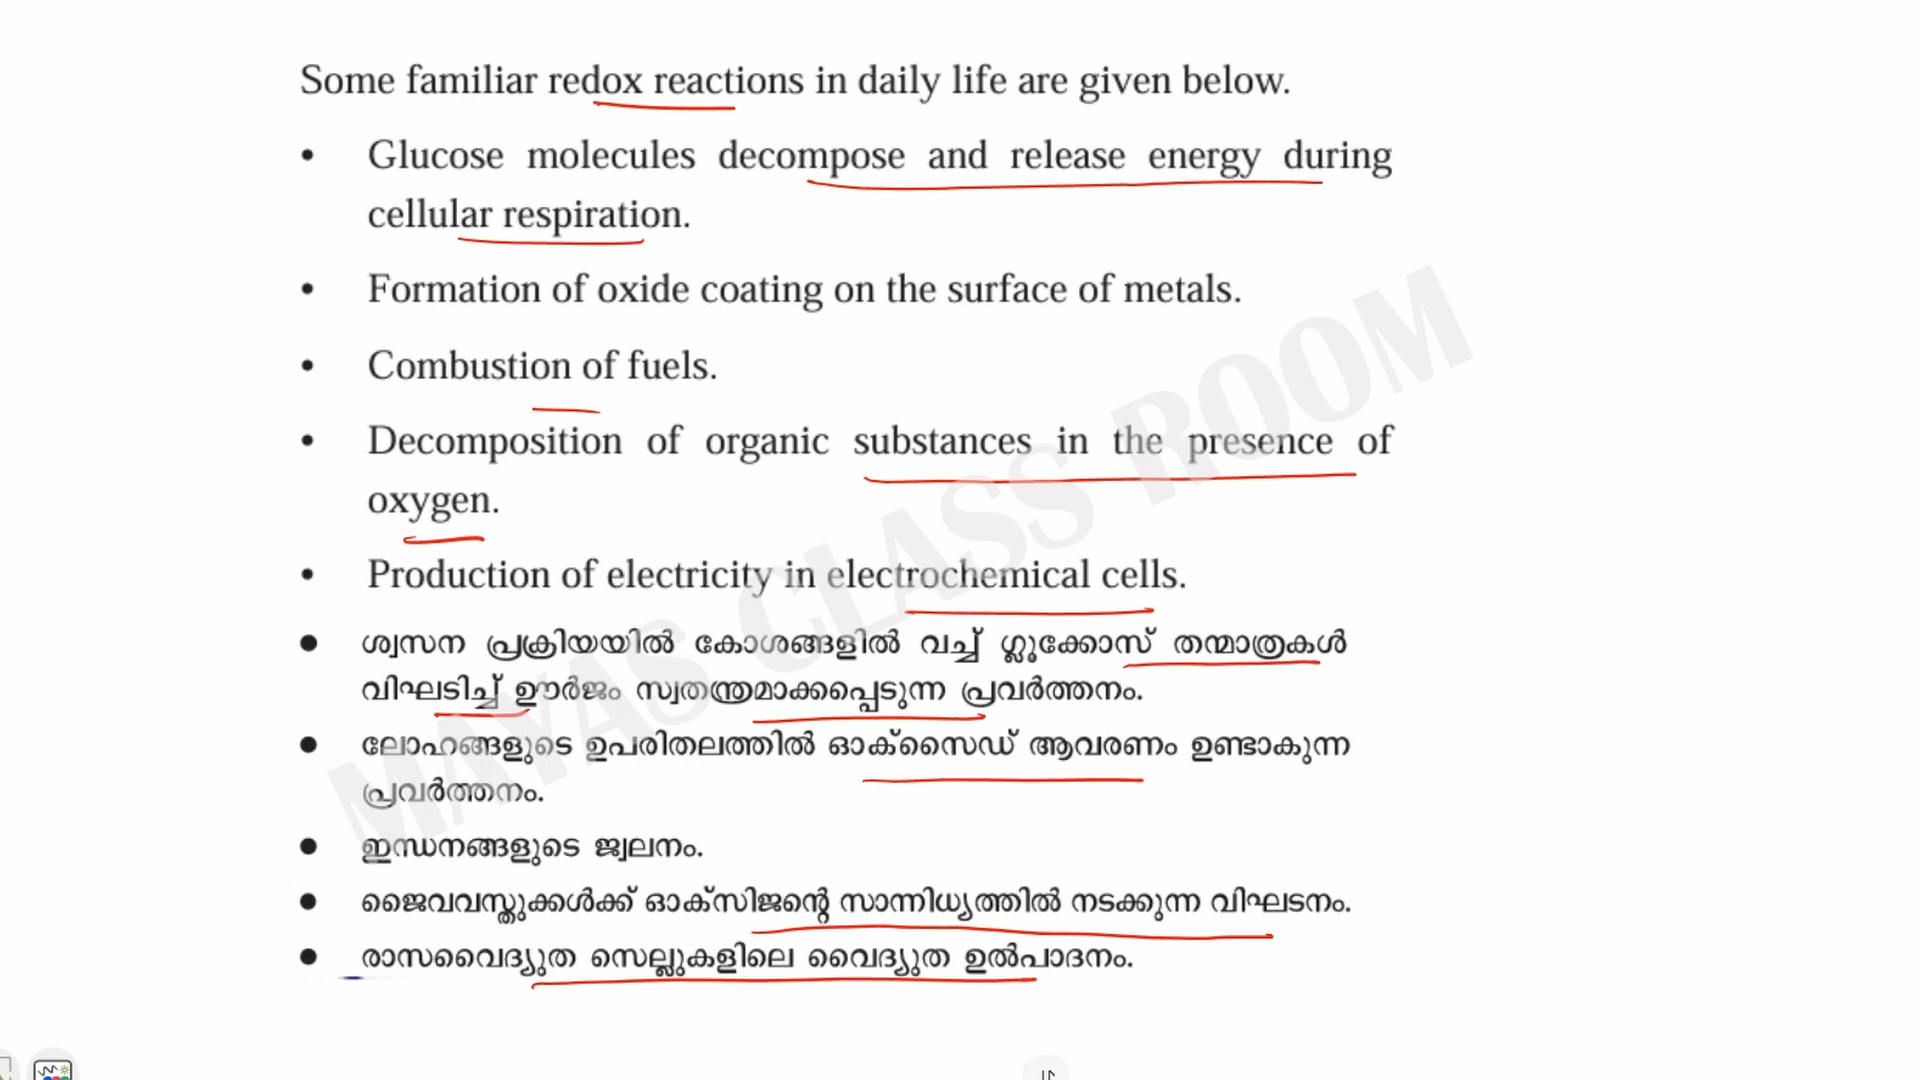 Some familiar redox reactions in daily life are given below.
• Glucose molecules decompose and release energy during
cellular respiration.
• Formation of oxide coating on the surface of metals.
• Combustion of fuels.
• Decomposition of organic substances in the presence of
oxygen.
• Production of electricity in electrochemical cells.
• ശ്വസന പ്രക്രിയയിൽ കോശങ്ങളിൽ വച്ച് ഗ്ലൂക്കോസ് തന്മാത്രകൾ
വിഘടിച്ച് ഊർജം സ്വതന്ത്രമാക്കപ്പെടുന്ന പ്രവർത്തനം.
• ലോഹങ്ങളുടെ ഉപരിതലത്തിൽ ഓക്സൈഡ് ആവരണം ഉണ്ടാകുന്ന
പ്രവർത്തനം.
• ഇന്ധനങ്ങളുടെ ജ്വലനം.
• ജൈവവസ്തുക്കൾക്ക് ഓക്സിജന്റെ സാന്നിധ്യത്തിൽ നടക്കുന്ന വിഘടനം.
• രാസവൈദ്യുത സെല്ലുകളിലെ വൈദ്യുത ഉൽപാദനം.
MAYAS CLASS ROOM